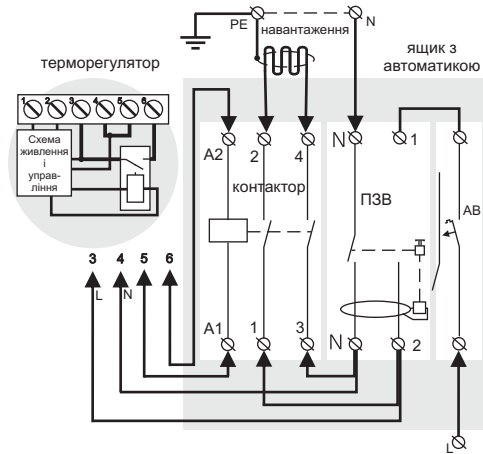 PE
N
навантаження
ящик з
автоматикою
терморегулятор
1 2 3 4 5 6
Схема
живлення
і
управ-
ління
A2 2 4 N 1
контактор
ПЗВ
АВ
3 4 5 6
L N
A1 1 3 N 2
L